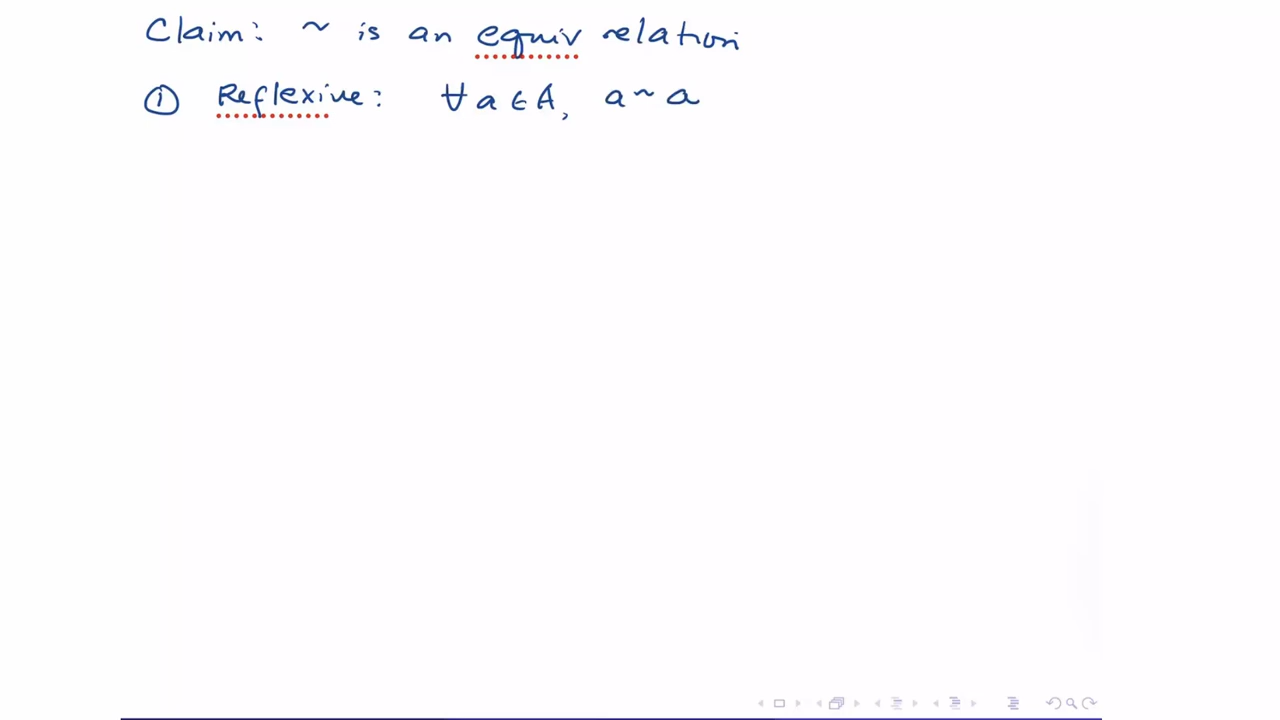 Claim: ~ is an equiv relation
① Reflexive: ∀ a ∈ A, a ~ a